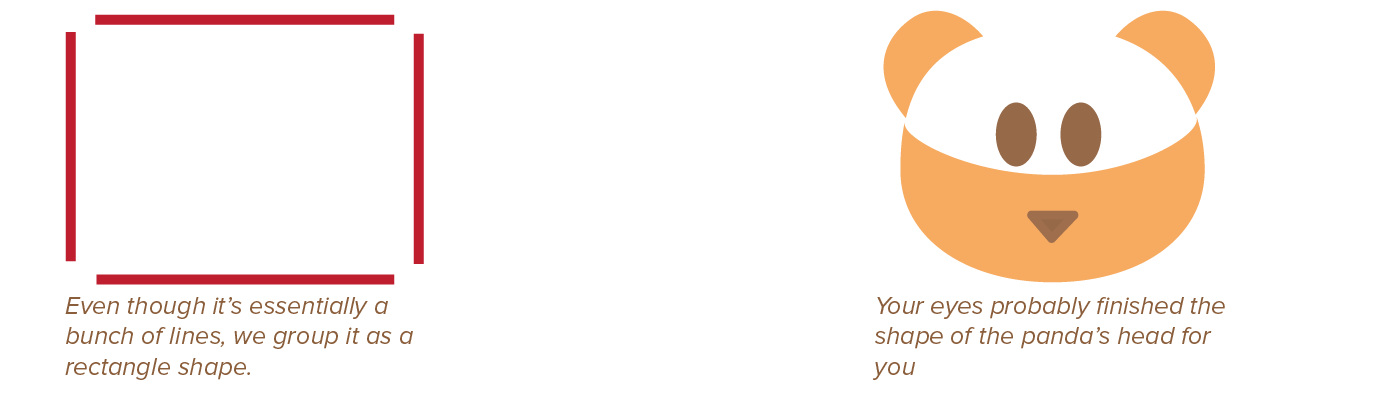 Even though it’s essentially a
bunch of lines, we group it as a
rectangle shape.
Your eyes probably finished the
shape of the panda’s head for
you